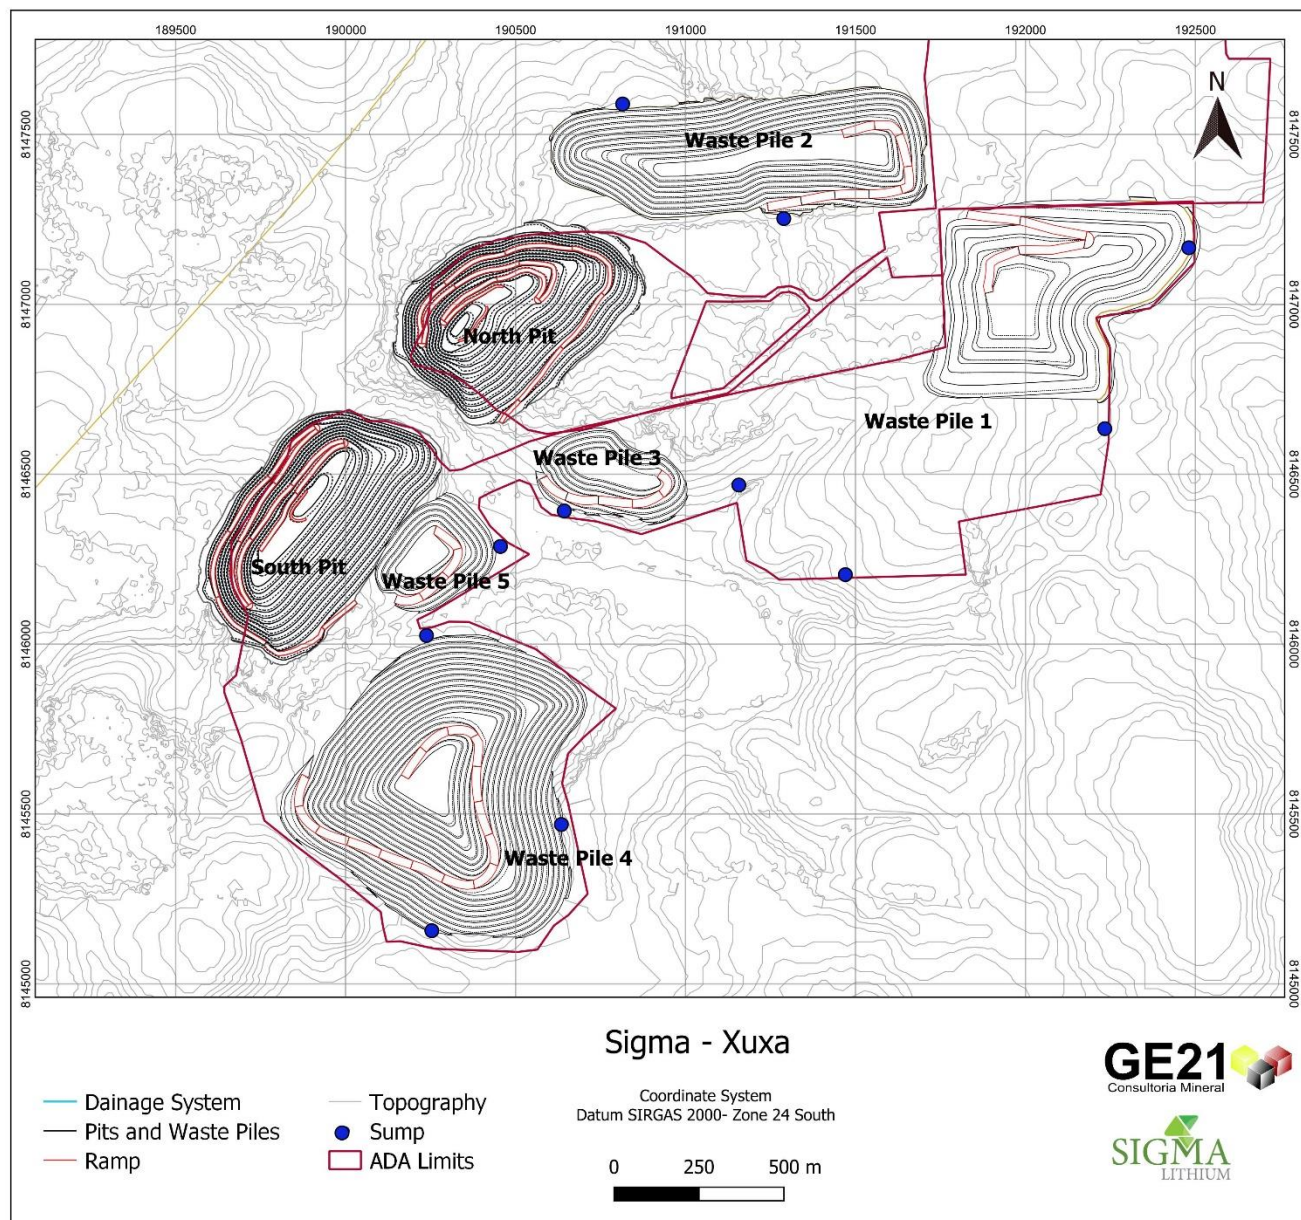 189500 190000 190500 191000 191500 192000 192500
N
8147500 Waste Pile 2 8147500
8147000 North Pit 8147000
Waste Pile 1
8146500 Waste Pile 3 8146500
South Pit
Waste Pile 5
8146000 8146000
8145500 8145500
Waste Pile 4
8145000 8145000
Sigma - Xuxa
Coordinate System
Datum SIRGAS 2000- Zone 24 South
0 250 500 m
Dainage System
Pits and Waste Piles
Ramp
Topography
Sump
ADA Limits
GE21
Consultoria Mineral
SIGMA
LITHIUM